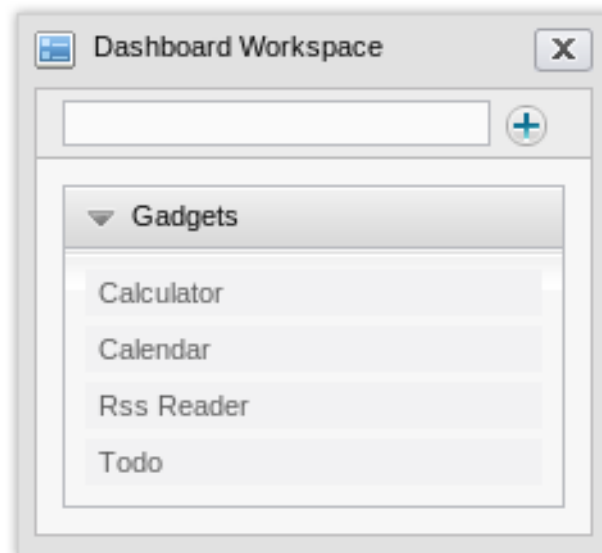 Dashboard Workspace
Gadgets
Calculator
Calendar
Rss Reader
Todo